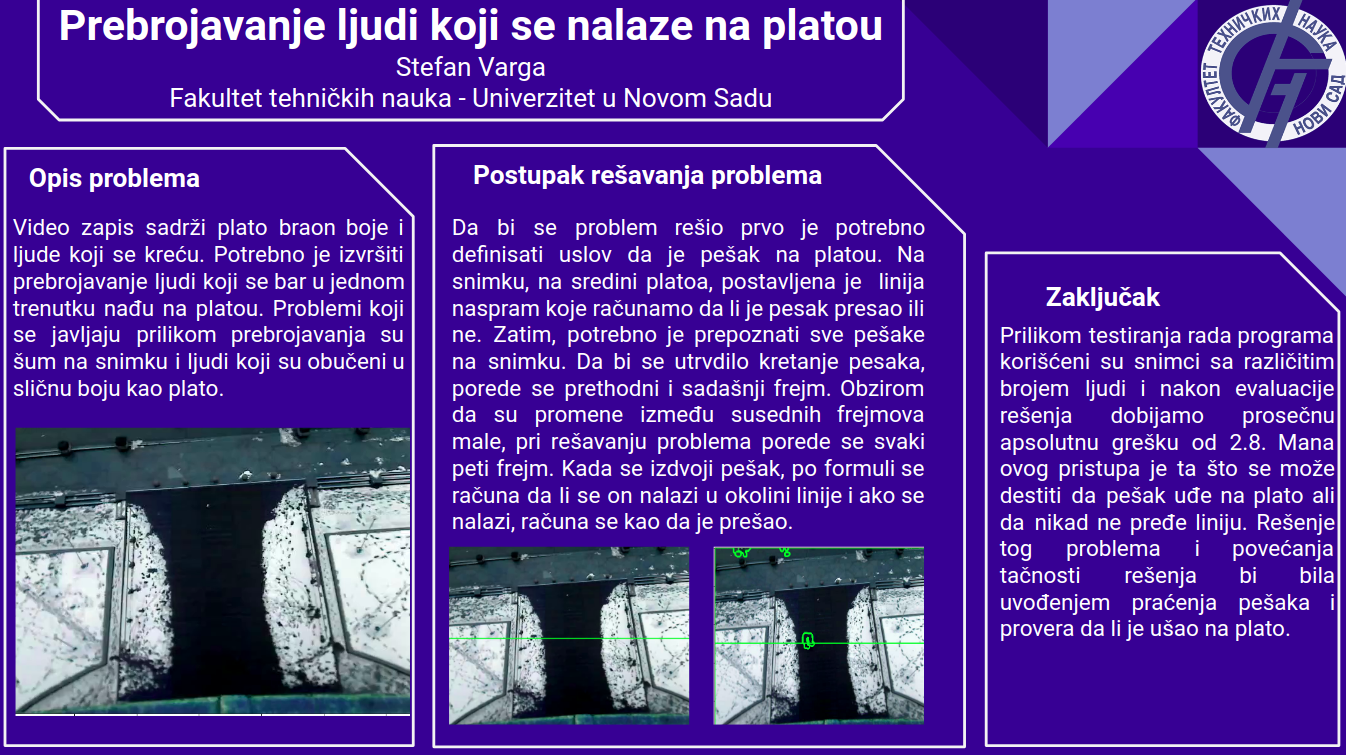 Prebrojavanje ljudi koji se nalaze na platou
Stefan Varga
Fakultet tehničkih nauka - Univerzitet u Novom Sadu
ФАКУЛТЕТ ТЕХНИЧКИХ НАУКА
НОВИ САД
Opis problema
Video zapis sadrži plato braon boje i
ljude koji se kreću. Potrebno je izvršiti
prebrojavanje ljudi koji se bar u jednom
trenutku nađu na platou. Problemi koji
se javljaju prilikom prebrojavanja su
šum na snimku i ljudi koji su obučeni u
sličnu boju kao plato.
Postupak rešavanja problema
Da bi se problem rešio prvo je potrebno
definisati uslov da je pešak na platou. Na
snimku, na sredini platoa, postavljena je linija
naspram koje računamo da li je pesak presao ili
ne. Zatim, potrebno je prepoznati sve pešake
na snimku. Da bi se utrvdilo kretanje pesaka,
porede se prethodni i sadašnji frejm. Obzirom
da su promene između susednih frejmova
male, pri rešavanju problema porede se svaki
peti frejm. Kada se izdvoji pešak, po formuli se
računa da li se on nalazi u okolini linije i ako se
nalazi, računa se kao da je prešao.
Zaključak
Prilikom testiranja rada programa
korišćeni su snimci sa različitim
brojem ljudi i nakon evaluacije
rešenja dobijamo prosečnu
apsolutnu grešku od 2.8. Mana
ovog pristupa je ta što se može
destiti da pešak uđe na plato ali
da nikad ne pređe liniju. Rešenje
tog problema i povećanja
tačnosti rešenja bi bila
uvođenjem praćenja pešaka i
provera da li je ušao na plato.